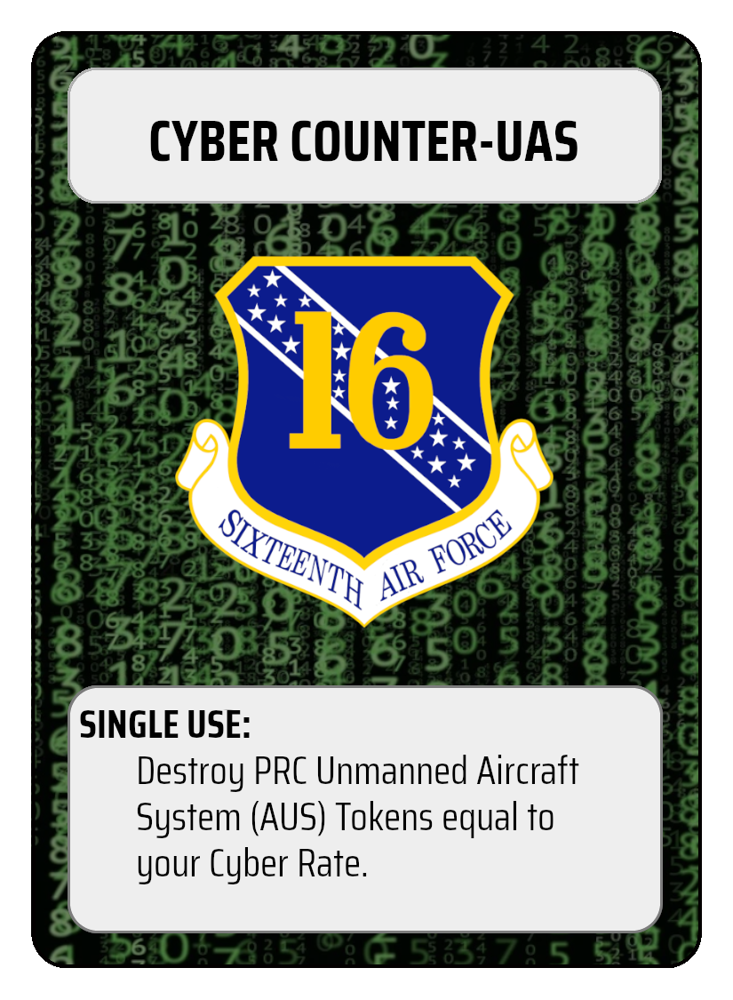 CYBER COUNTER-UAS
16
SIXTEENTH AIR FORCE
SINGLE USE:
Destroy PRC Unmanned Aircraft
System (AUS) Tokens equal to
your Cyber Rate.